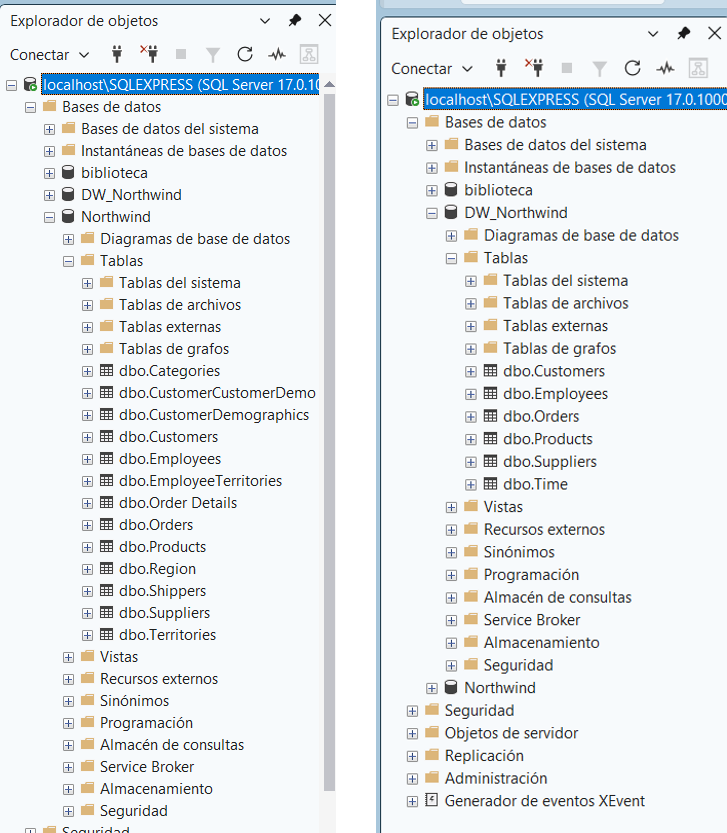 Explorador de objetos
Conectar
localhost\SQLEXPRESS (SQL Server 17.0.10
Bases de datos
Bases de datos del sistema
Instantáneas de bases de datos
biblioteca
DW_Northwind
Northwind
Diagramas de base de datos
Tablas
Tablas del sistema
Tablas de archivos
Tablas externas
Tablas de grafos
dbo.Categories
dbo.CustomerCustomerDemo
dbo.CustomerDemographics
dbo.Customers
dbo.Employees
dbo.EmployeeTerritories
dbo.Order Details
dbo.Orders
dbo.Products
dbo.Region
dbo.Shippers
dbo.Suppliers
dbo.Territories
Vistas
Recursos externos
Sinónimos
Programación
Almacén de consultas
Service Broker
Almacenamiento
Seguridad
Seguridad
Explorador de objetos
Conectar
localhost\SQLEXPRESS (SQL Server 17.0.1000
Bases de datos
Bases de datos del sistema
Instantáneas de bases de datos
biblioteca
DW_Northwind
Diagramas de base de datos
Tablas
Tablas del sistema
Tablas de archivos
Tablas externas
Tablas de grafos
dbo.Customers
dbo.Employees
dbo.Orders
dbo.Products
dbo.Suppliers
dbo.Time
Vistas
Recursos externos
Sinónimos
Programación
Almacén de consultas
Service Broker
Almacenamiento
Seguridad
Northwind
Seguridad
Objetos de servidor
Replicación
Administración
Generador de eventos XEvent